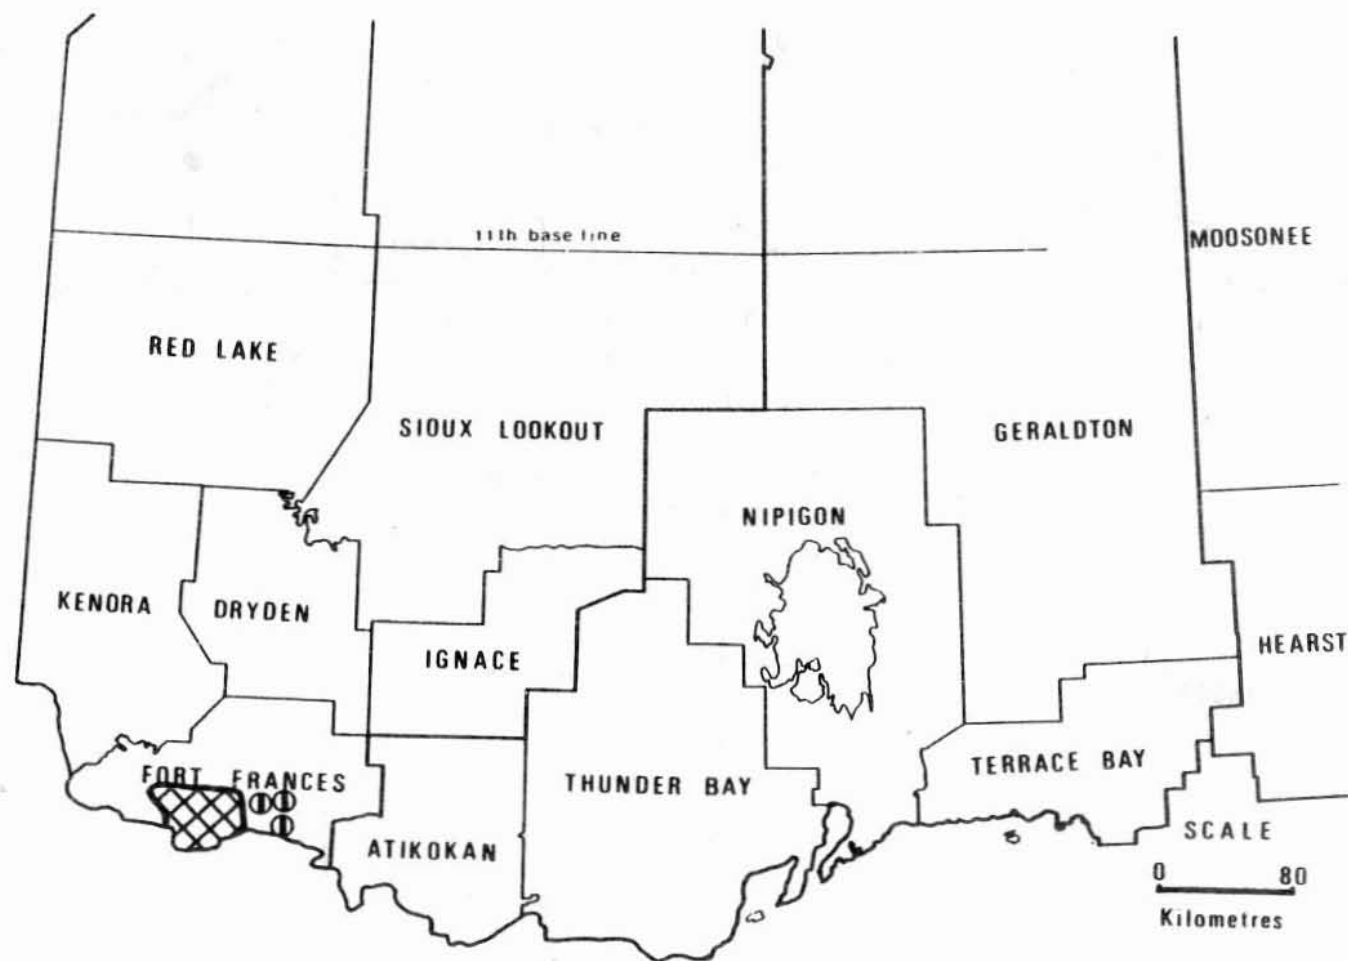 11th base line
MOOSONEE
RED LAKE
SIOUX LOOKOUT
GERALDTON
NIPIGON
KENORA
DRYDEN
IGNACE
HEARST
FORT FRANCES
THUNDER BAY
TERRACE BAY
ATIKOKAN
SCALE
0 80
Kilometres